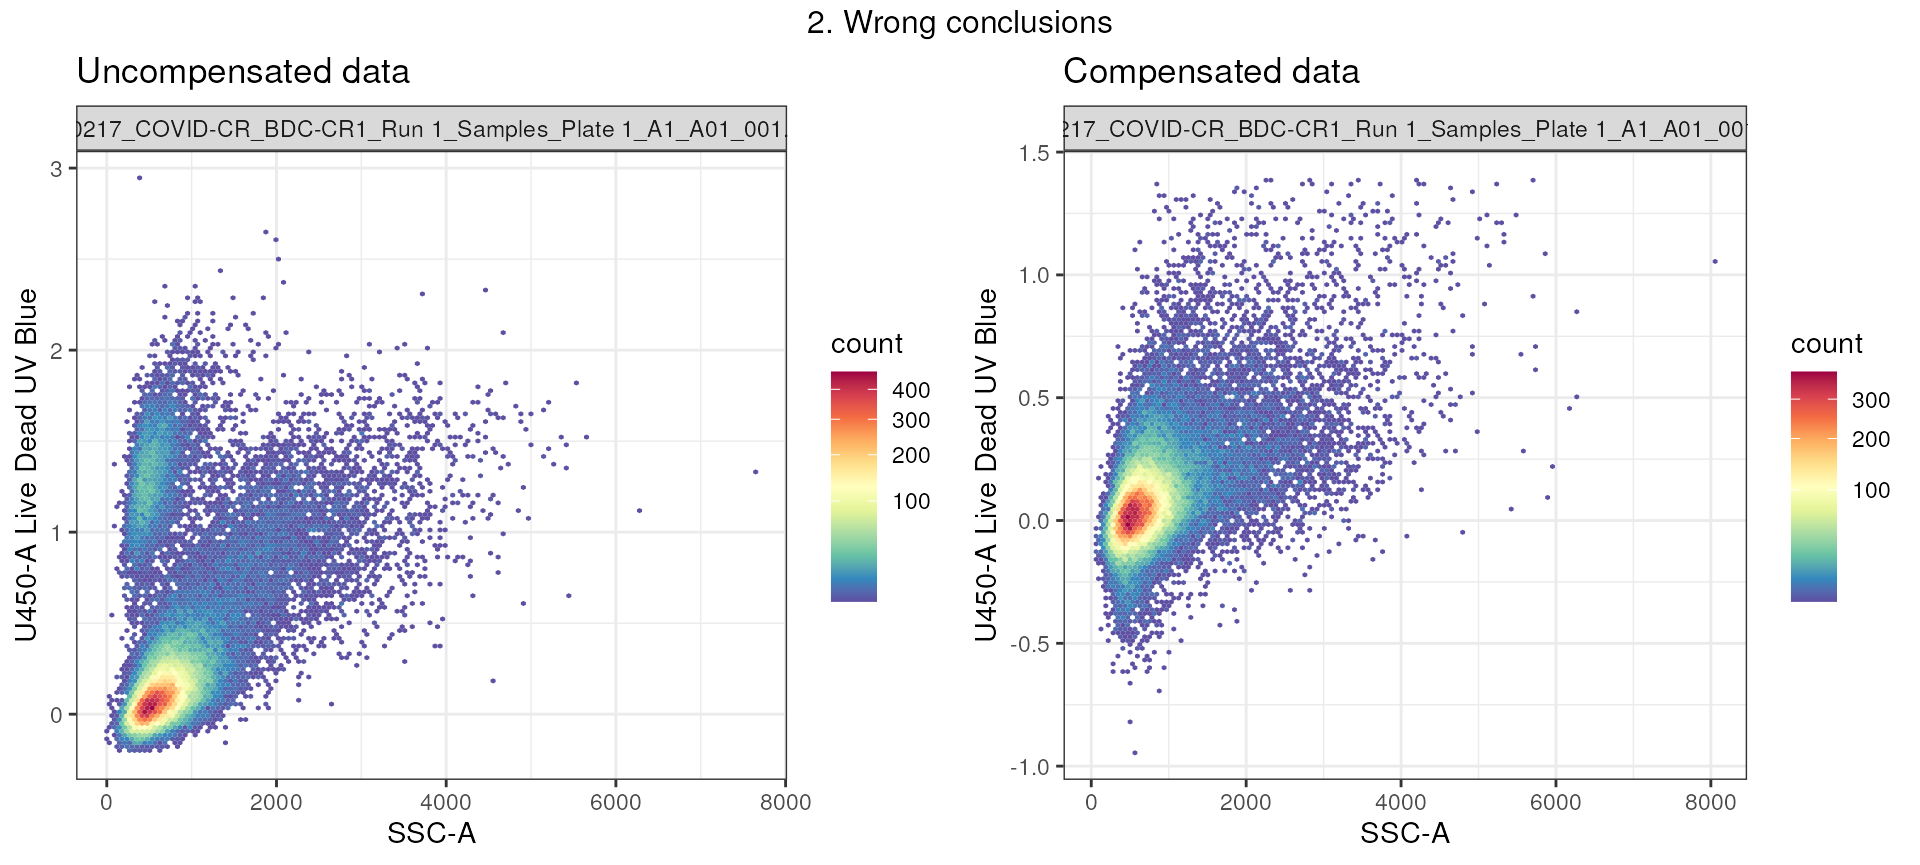 2. Wrong conclusions
Uncompensated data
0217_COVID-CR_BDC-CR1_Run 1_Samples_Plate 1_A1_A01_001.
3
2
1
0
U450-A Live Dead UV Blue
0 2000 4000 6000 8000
SSC-A
count
400
300
200
100
Compensated data
217_COVID-CR_BDC-CR1_Run 1_Samples_Plate 1_A1_A01_00
1.5
1.0
0.5
0.0
-0.5
-1.0
U450-A Live Dead UV Blue
0 2000 4000 6000 8000
SSC-A
count
300
200
100